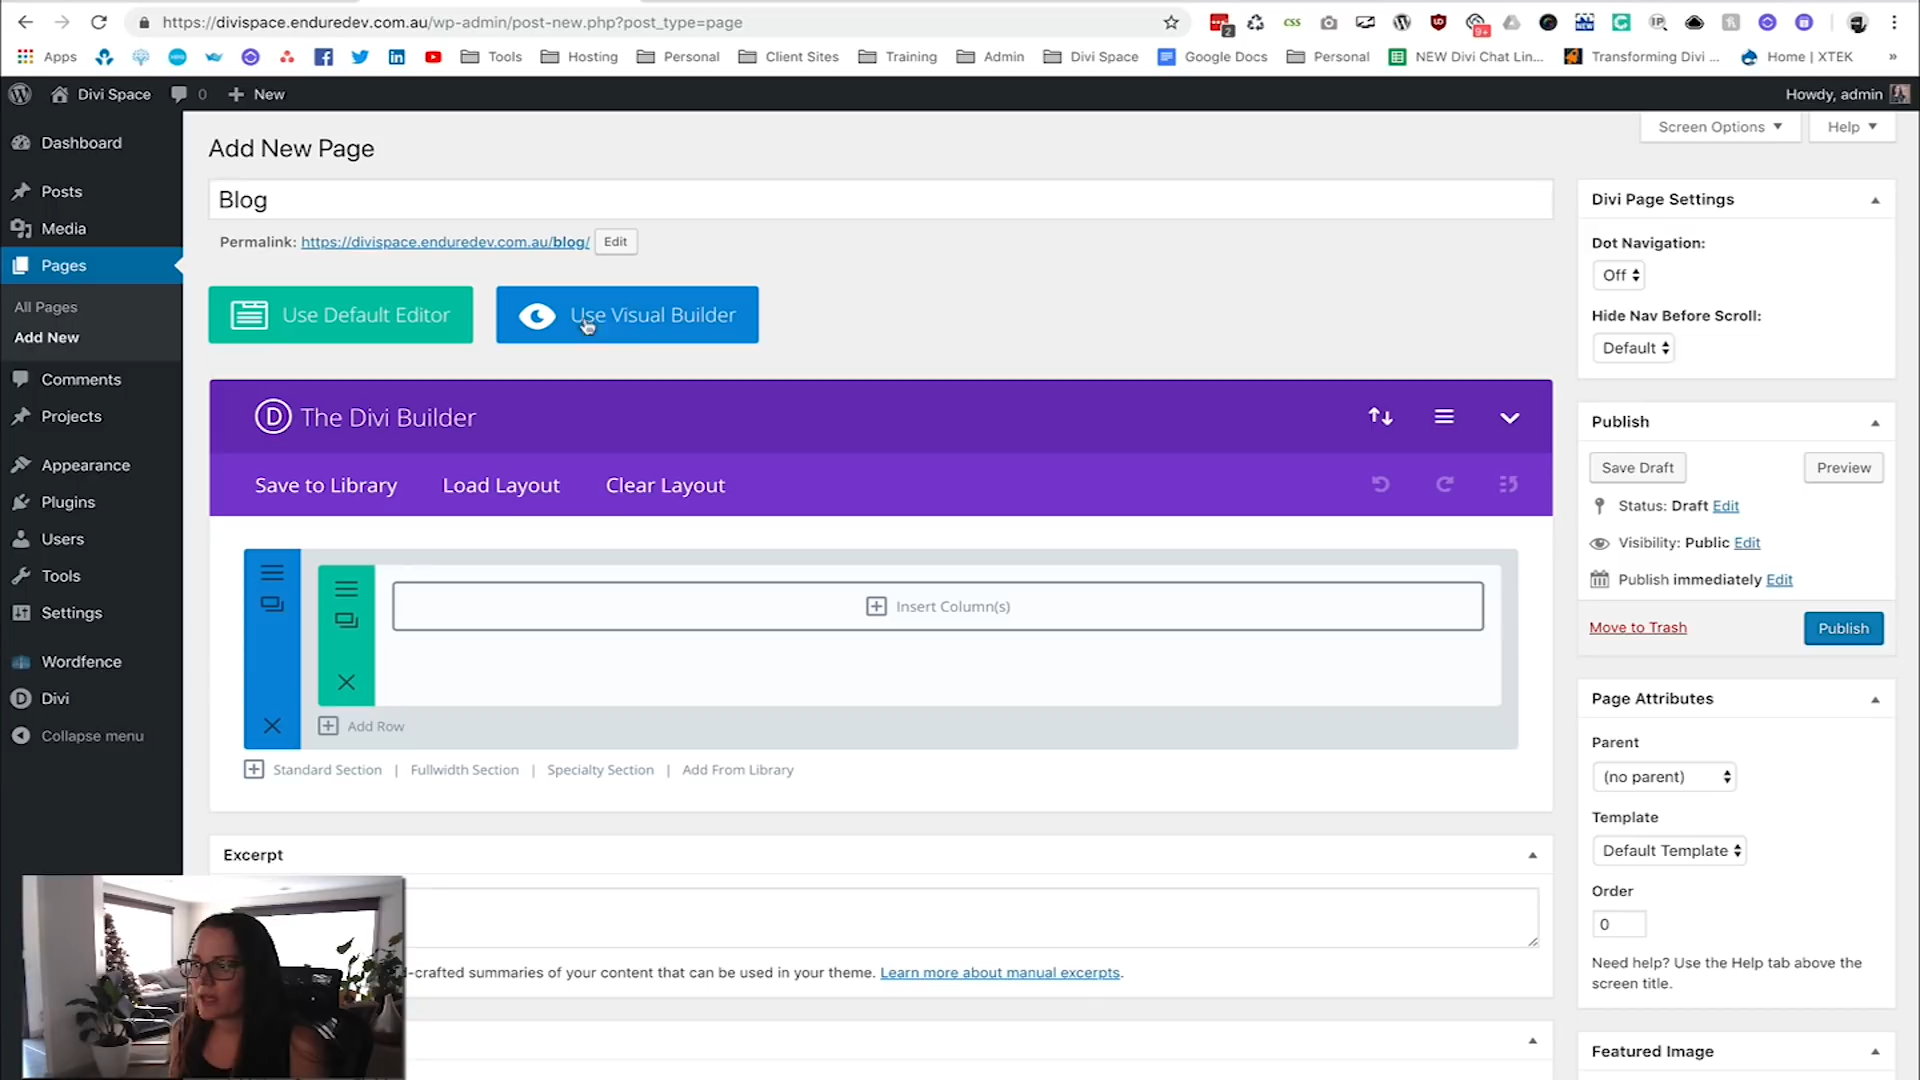 https://divispace.enduredev.com.au/wp-admin/post-new.php?post_type=page
2
css
9+
NEW
IP
Apps
Tools
Hosting
Personal
Client Sites
Training
Admin
Divi Space
Google Docs
Personal
NEW Divi Chat Lin...
Transforming Divi ...
Home | XTEK
»
Divi Space
0
New
Howdy, admin
Dashboard
Posts
Media
Pages
All Pages
Add New
Comments
Projects
Appearance
Plugins
Users
Tools
Settings
Wordfence
Divi
Collapse menu
Screen Options
Help
Add New Page
Blog
Permalink: https://divispace.enduredev.com.au/blog/ Edit
Use Default Editor
Use Visual Builder
D The Divi Builder
Save to Library
Load Layout
Clear Layout
Insert Column(s)
Add Row
Standard Section | Fullwidth Section | Specialty Section | Add From Library
Excerpt
-crafted summaries of your content that can be used in your theme. Learn more about manual excerpts.
Divi Page Settings
Dot Navigation:
Off
Hide Nav Before Scroll:
Default
Publish
Save Draft
Preview
Status: Draft Edit
Visibility: Public Edit
Publish immediately Edit
Move to Trash
Publish
Page Attributes
Parent
(no parent)
Template
Default Template
Order
0
Need help? Use the Help tab above the
screen title.
Featured Image